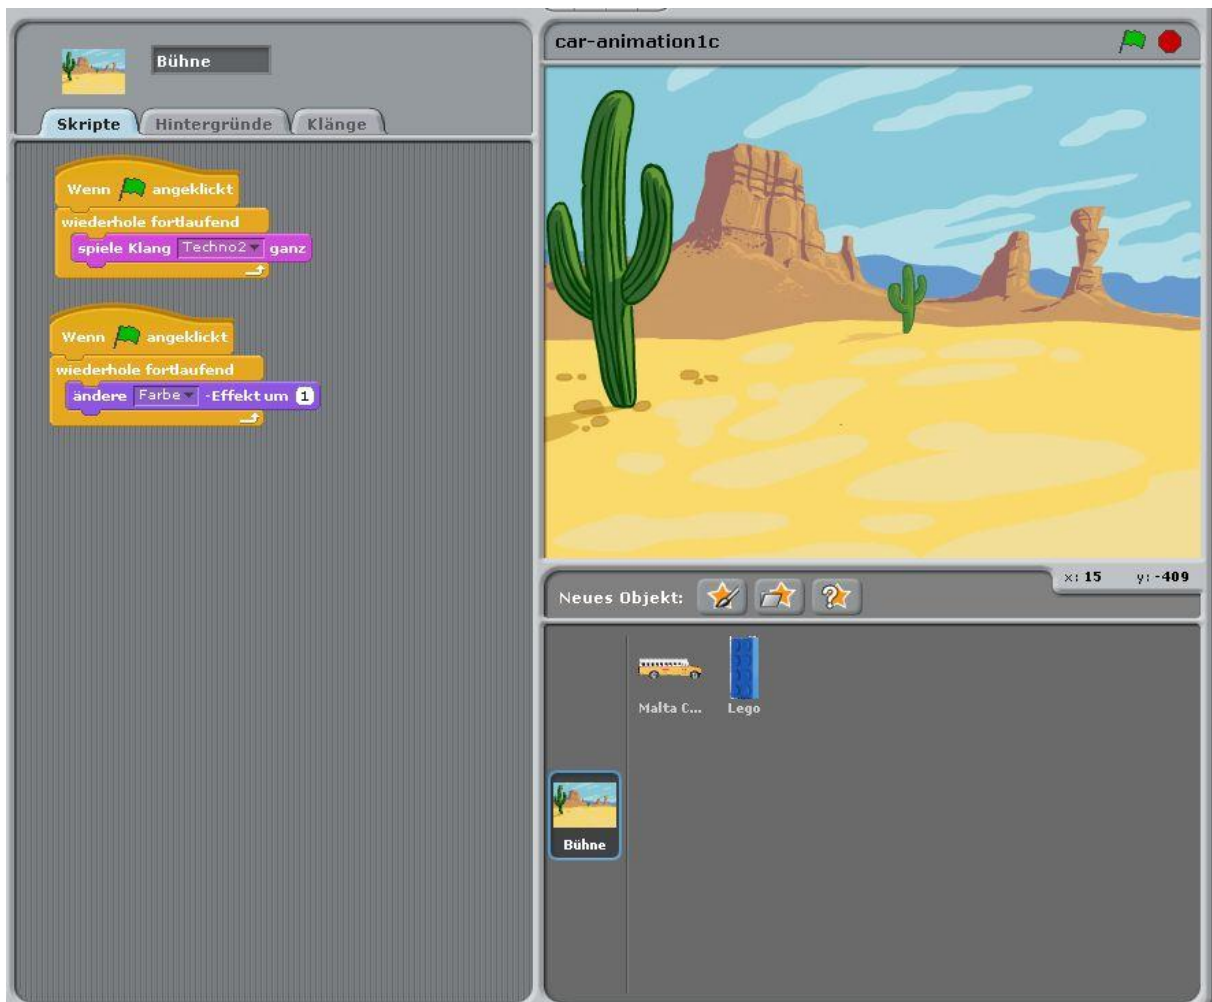 Bühne
Skripte Hintergründe Klänge
Wenn angeklickt
wiederhole fortlaufend
spiele Klang Techno2 ganz
Wenn angeklickt
wiederhole fortlaufend
ändere Farbe -Effekt um 1
car-animation1c
x: 15 y: -409
Neues Objekt:
Malta C... Lego
Bühne